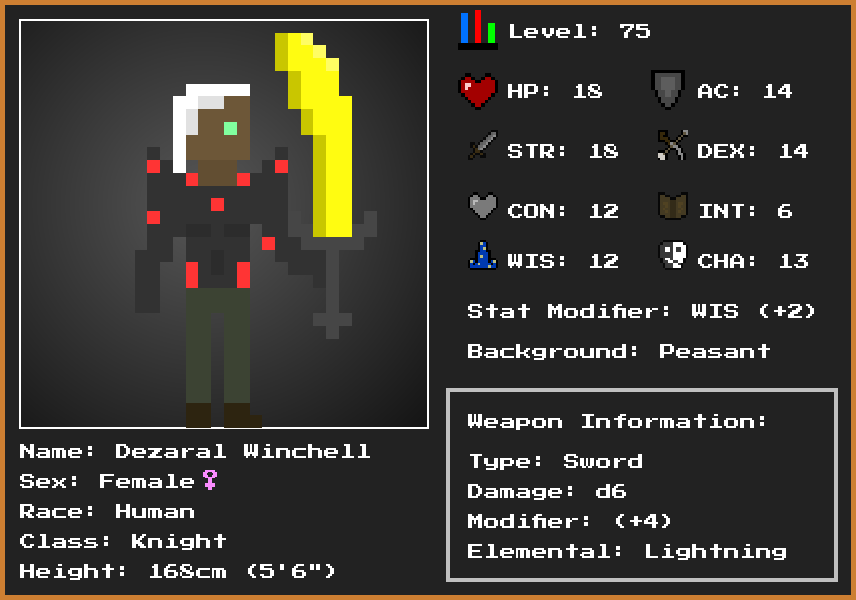 Level: 75
HP: 18
AC: 14
STR: 18
DEX: 14
CON: 12
INT: 6
WIS: 12
CHA: 13
Stat Modifier: WIS (+2)
Background: Peasant
Weapon Information:
Type: Sword
Damage: d6
Modifier: (+4)
Elemental: Lightning
Name: Dezaral Winchell
Sex: Female♀
Race: Human
Class: Knight
Height: 168cm (5'6")